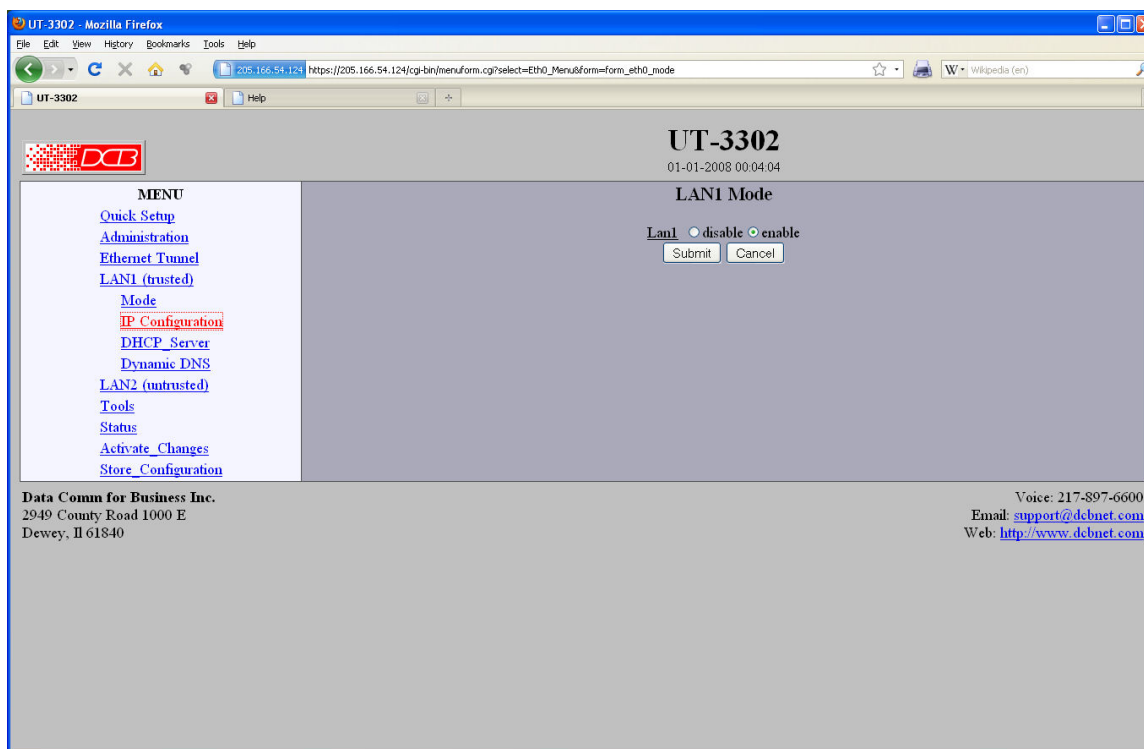 UT-3302 - Mozilla Firefox
File Edit View History Bookmarks Tools Help
205.166.54.124 https://205.166.54.124/cgi-bin/menuform.cgi?select=Eth0_Menu&form=form_eth0_mode
W Wikipedia (en)
UT-3302 Help
DCB
UT-3302
01-01-2008 00:04:04
MENU
Quick Setup
Administration
Ethernet Tunnel
LAN1 (trusted)
Mode
IP Configuration
DHCP_Server
Dynamic DNS
LAN2 (untrusted)
Tools
Status
Activate_Changes
Store_Configuration
LAN1 Mode
Lan1 disable enable
Submit Cancel
Data Comm for Business Inc.
2949 County Road 1000 E
Dewey, Il 61840
Voice: 217-897-6600
Email: support@dcbnet.com
Web: http://www.dcbnet.com